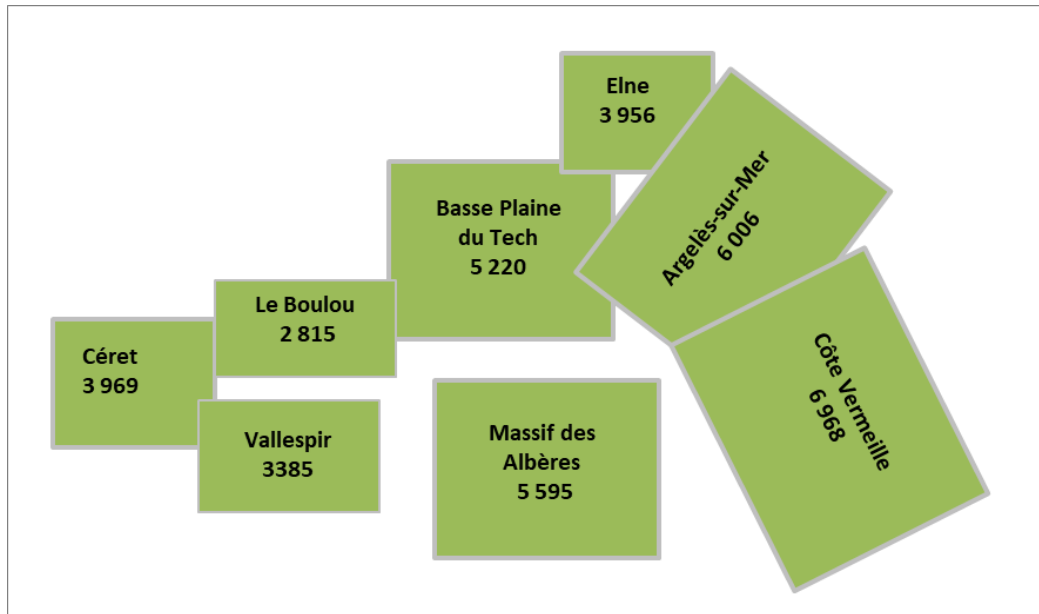 Elne
3 956
Argelès-sur-Mer
6 006
Basse Plaine
du Tech
5 220
Le Boulou
2 815
Céret
3 969
Côte Vermeille
6 968
Vallespir
3385
Massif des
Albères
5 595